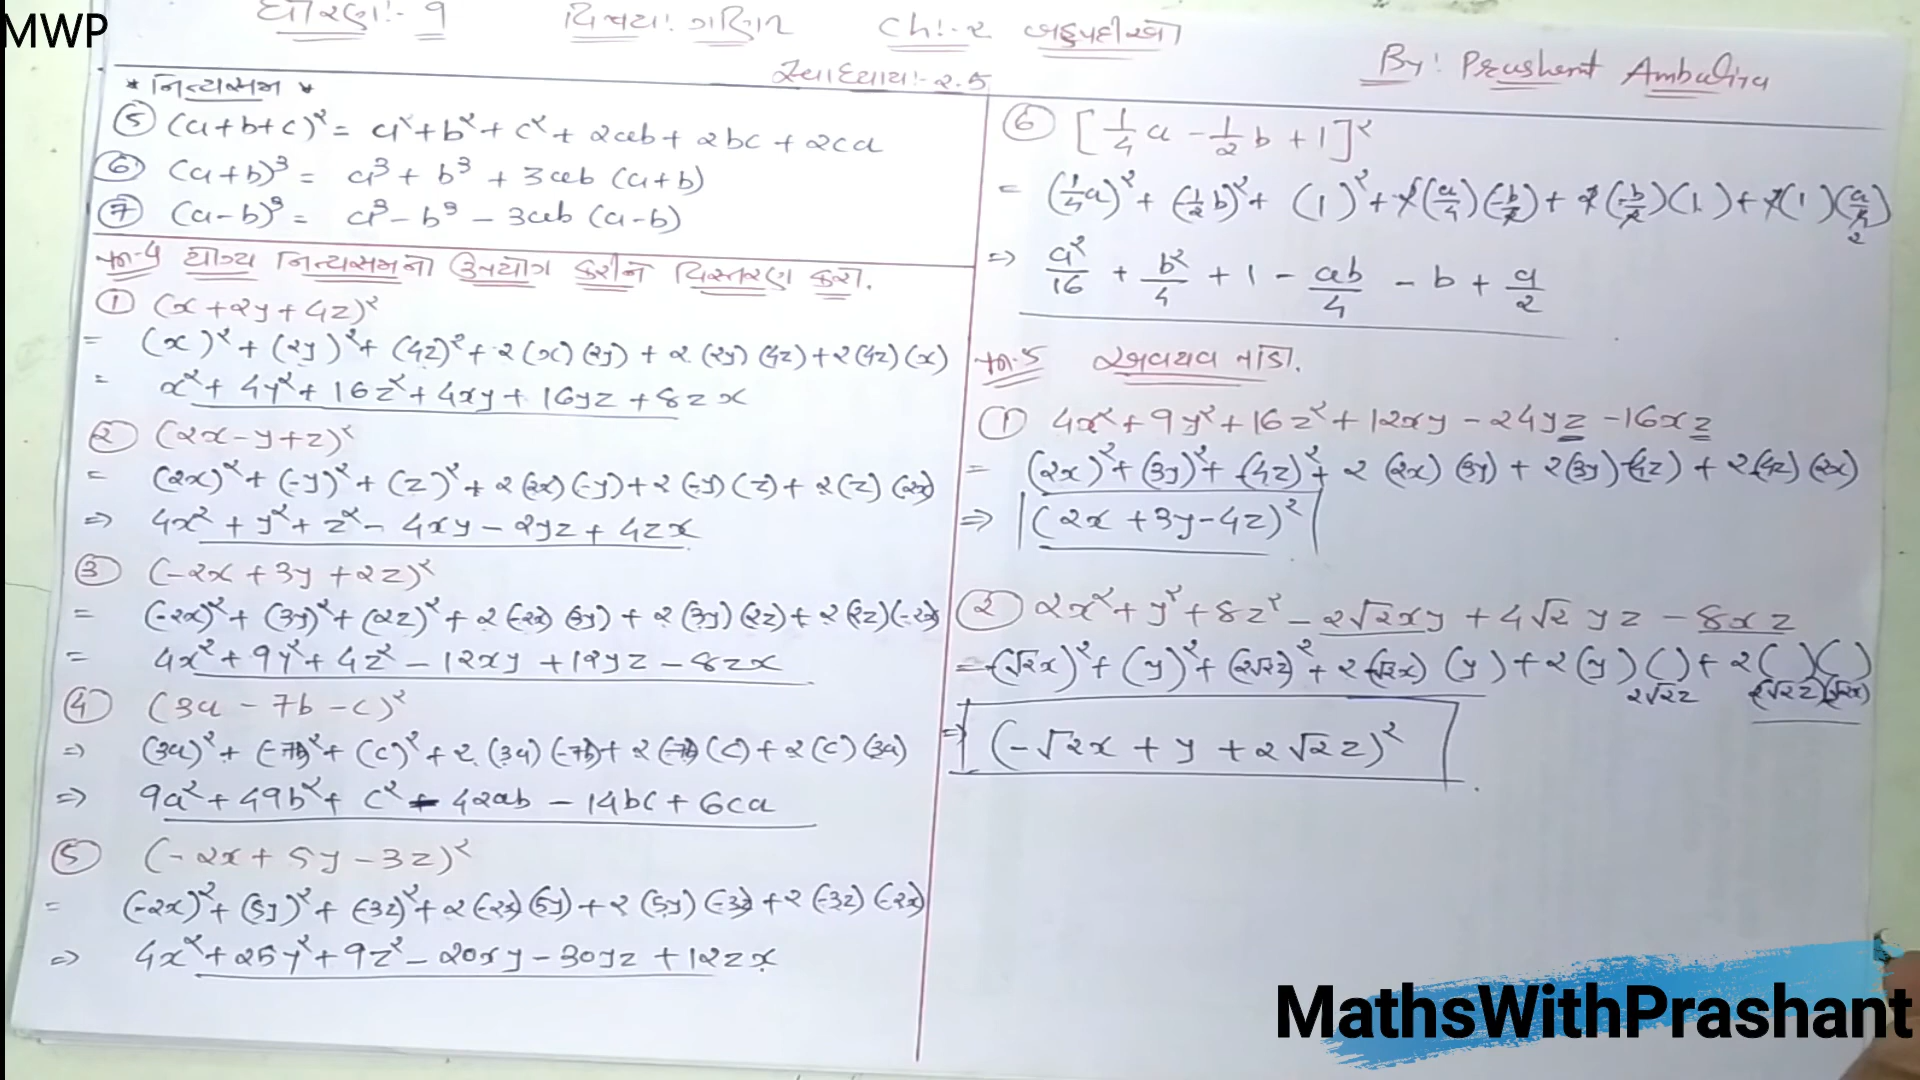 MWP
ધોરણ:- ૧ વિષય: ગણિત Ch:-૨ બહુપદીઓ
સ્વાધ્યાય:-૨.5 By: Prashant Ambaliya
* નિત્યસમ *
⑤ (a+b+c)² = a²+b²+c²+2ab+2bc+2ca
⑥ (a+b)³ = a³+b³+3ab(a+b)
⑦ (a-b)³ = a³-b³-3ab(a-b)
પ્ર-4 યોગ્ય નિત્યસમનો ઉપયોગ કરીને વિસ્તરણ કરો.
① (x+2y+4z)²
= (x)²+(2y)²+(4z)²+2(x)(2y)+2(2y)(4z)+2(4z)(x)
= x²+4y²+16z²+4xy+16yz+8zx
② (2x-y+z)²
= (2x)²+(-y)²+(z)²+2(2x)(-y)+2(-y)(z)+2(z)(2x)
⇒ 4x²+y²+z²-4xy-2yz+4zx
③ (-2x+3y+2z)²
= (-2x)²+(3y)²+(2z)²+2(-2x)(3y)+2(3y)(2z)+2(2z)(-2x)
= 4x²+9y²+4z²-12xy+12yz-8zx
④ (3a-7b-c)²
⇒ (3a)²+(-7b)²+(c)²+2(3a)(-7b)+2(-7b)(c)+2(c)(3a)
⇒ 9a²+49b²+c²-42ab-14bc+6ca
⑤ (-2x+5y-3z)²
= (-2x)²+(5y)²+(-3z)²+2(-2x)(5y)+2(5y)(-3z)+2(-3z)(-2x)
⇒ 4x²+25y²+9z²-20xy-30yz+12zx
⑥ [1/4 a - 1/2 b + 1]²
= (1/4 a)²+(-1/2 b)²+(1)²+2(a/4)(-b/2)+2(-b/2)(1)+2(1)(a/4)
2
⇒ a²/16 + b²/4 + 1 - ab/4 - b + a/2
પ્ર-5 અવયવ પાડો.
① 4x²+9y²+16z²+12xy-24yz-16xz
= (2x)²+(3y)²+(-4z)²+2(2x)(3y)+2(3y)(-4z)+2(-4z)(2x)
⇒ (2x+3y-4z)²
② 2x²+y²+8z²-2√2xy+4√2yz-8xz
= (-√2x)²+(y)²+(2√2z)²+2(-√2x)(y)+2(y)( )+2( )( )
2√2z (2√2z)(-√2x)
⇒ (-√2x+y+2√2z)²
MathsWithPrashant